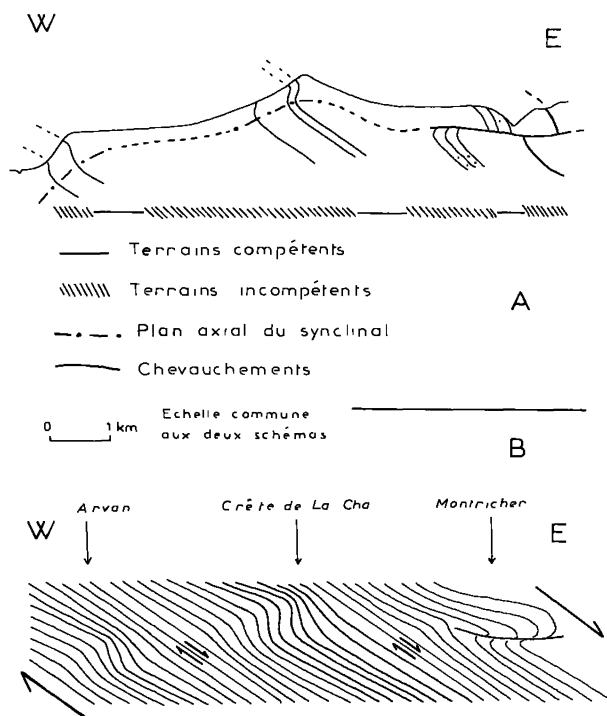 W
E
Terrains compétents
Terrains incompétents
A
Plan axial du synclinal
Chevauchements
0 1 km
Echelle commune
aux deux schémas
B
Arvan
Crête de La Cha
Montricher
W
E